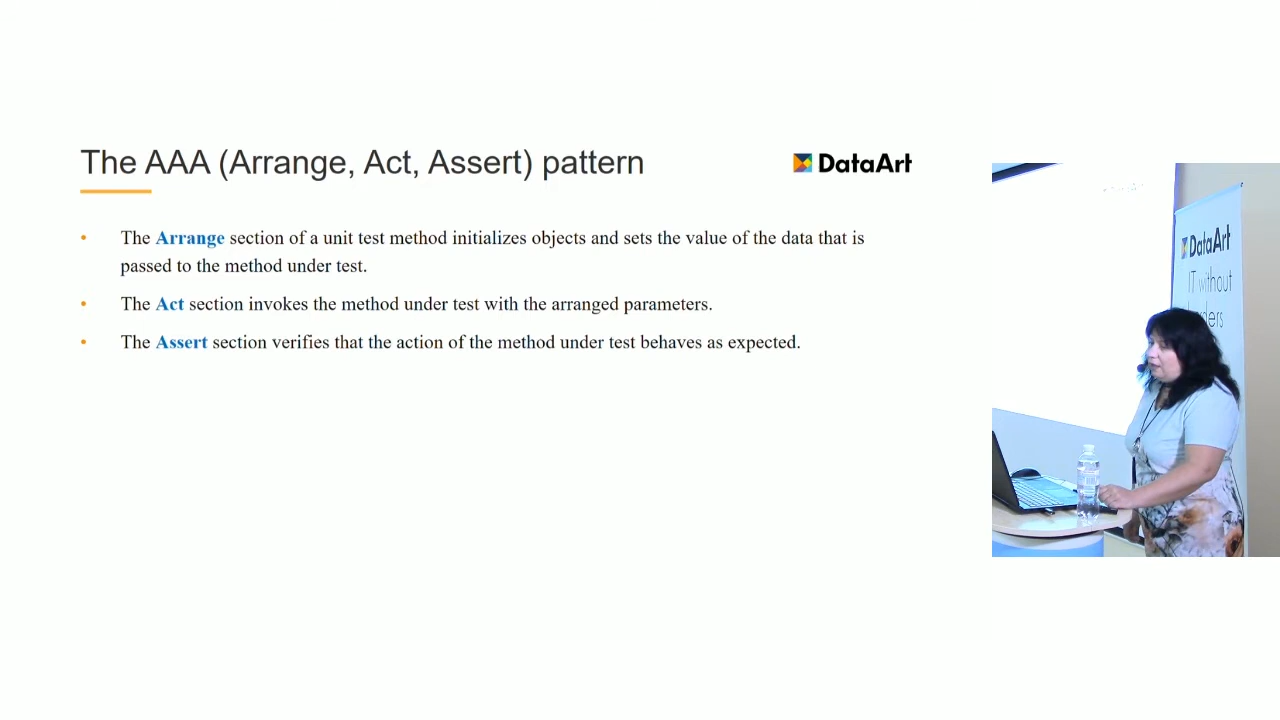 The AAA (Arrange, Act, Assert) pattern
DataArt
• The Arrange section of a unit test method initializes objects and sets the value of the data that is
passed to the method under test.
• The Act section invokes the method under test with the arranged parameters.
• The Assert section verifies that the action of the method under test behaves as expected.
DataArt
IT without